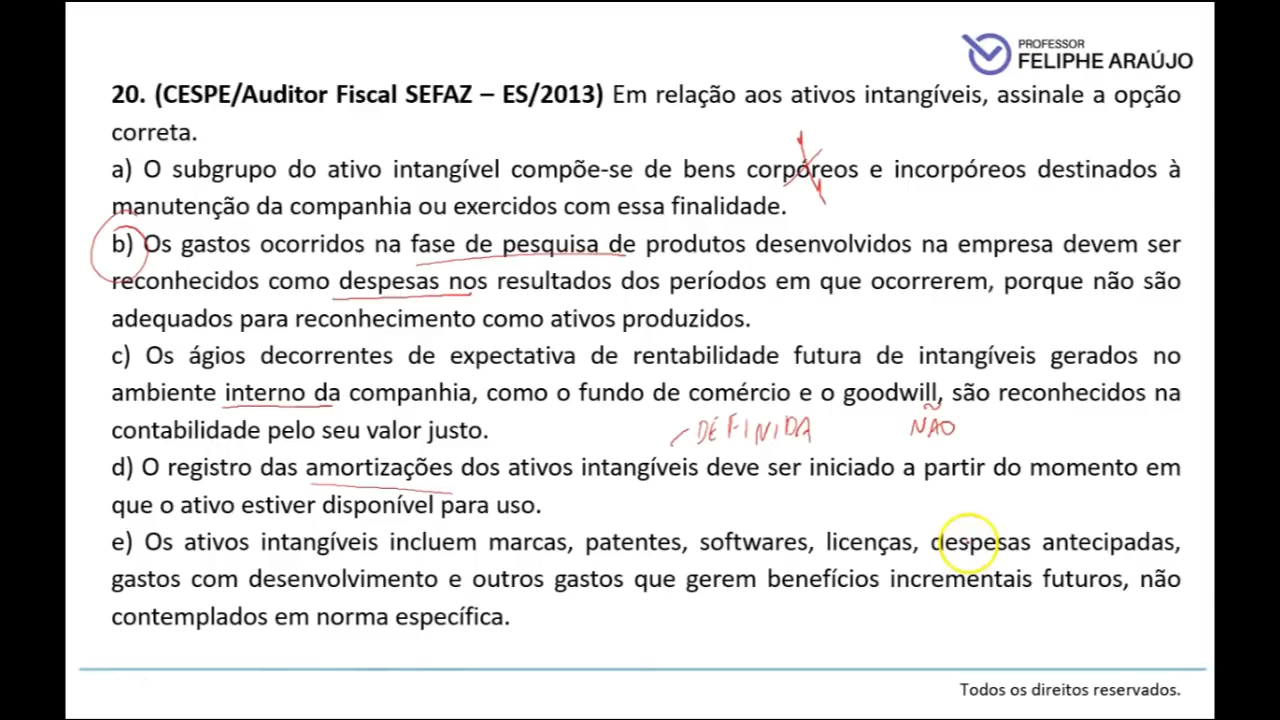 PROFESSOR
FELIPHE ARAÚJO
20. (CESPE/Auditor Fiscal SEFAZ – ES/2013) Em relação aos ativos intangíveis, assinale a opção
correta.
a) O subgrupo do ativo intangível compõe-se de bens corpóreos e incorpóreos destinados à
manutenção da companhia ou exercidos com essa finalidade.
b) Os gastos ocorridos na fase de pesquisa de produtos desenvolvidos na empresa devem ser
reconhecidos como despesas nos resultados dos períodos em que ocorrerem, porque não são
adequados para reconhecimento como ativos produzidos.
c) Os ágios decorrentes de expectativa de rentabilidade futura de intangíveis gerados no
ambiente interno da companhia, como o fundo de comércio e o goodwill, são reconhecidos na
contabilidade pelo seu valor justo.
DEFINIDA NÃO
d) O registro das amortizações dos ativos intangíveis deve ser iniciado a partir do momento em
que o ativo estiver disponível para uso.
e) Os ativos intangíveis incluem marcas, patentes, softwares, licenças, despesas antecipadas,
gastos com desenvolvimento e outros gastos que gerem benefícios incrementais futuros, não
contemplados em norma específica.
Todos os direitos reservados.